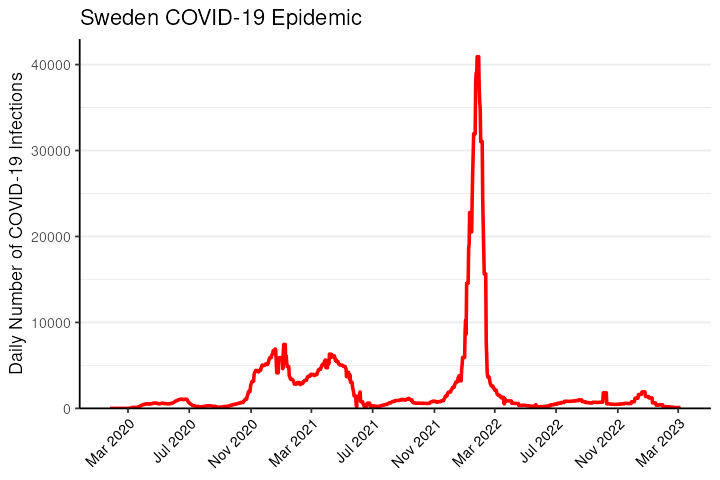 Sweden COVID-19 Epidemic
Daily Number of COVID-19 Infections
40000
30000
20000
10000
0
Mar 2020
Jul 2020
Nov 2020
Mar 2021
Jul 2021
Nov 2021
Mar 2022
Jul 2022
Nov 2022
Mar 2023